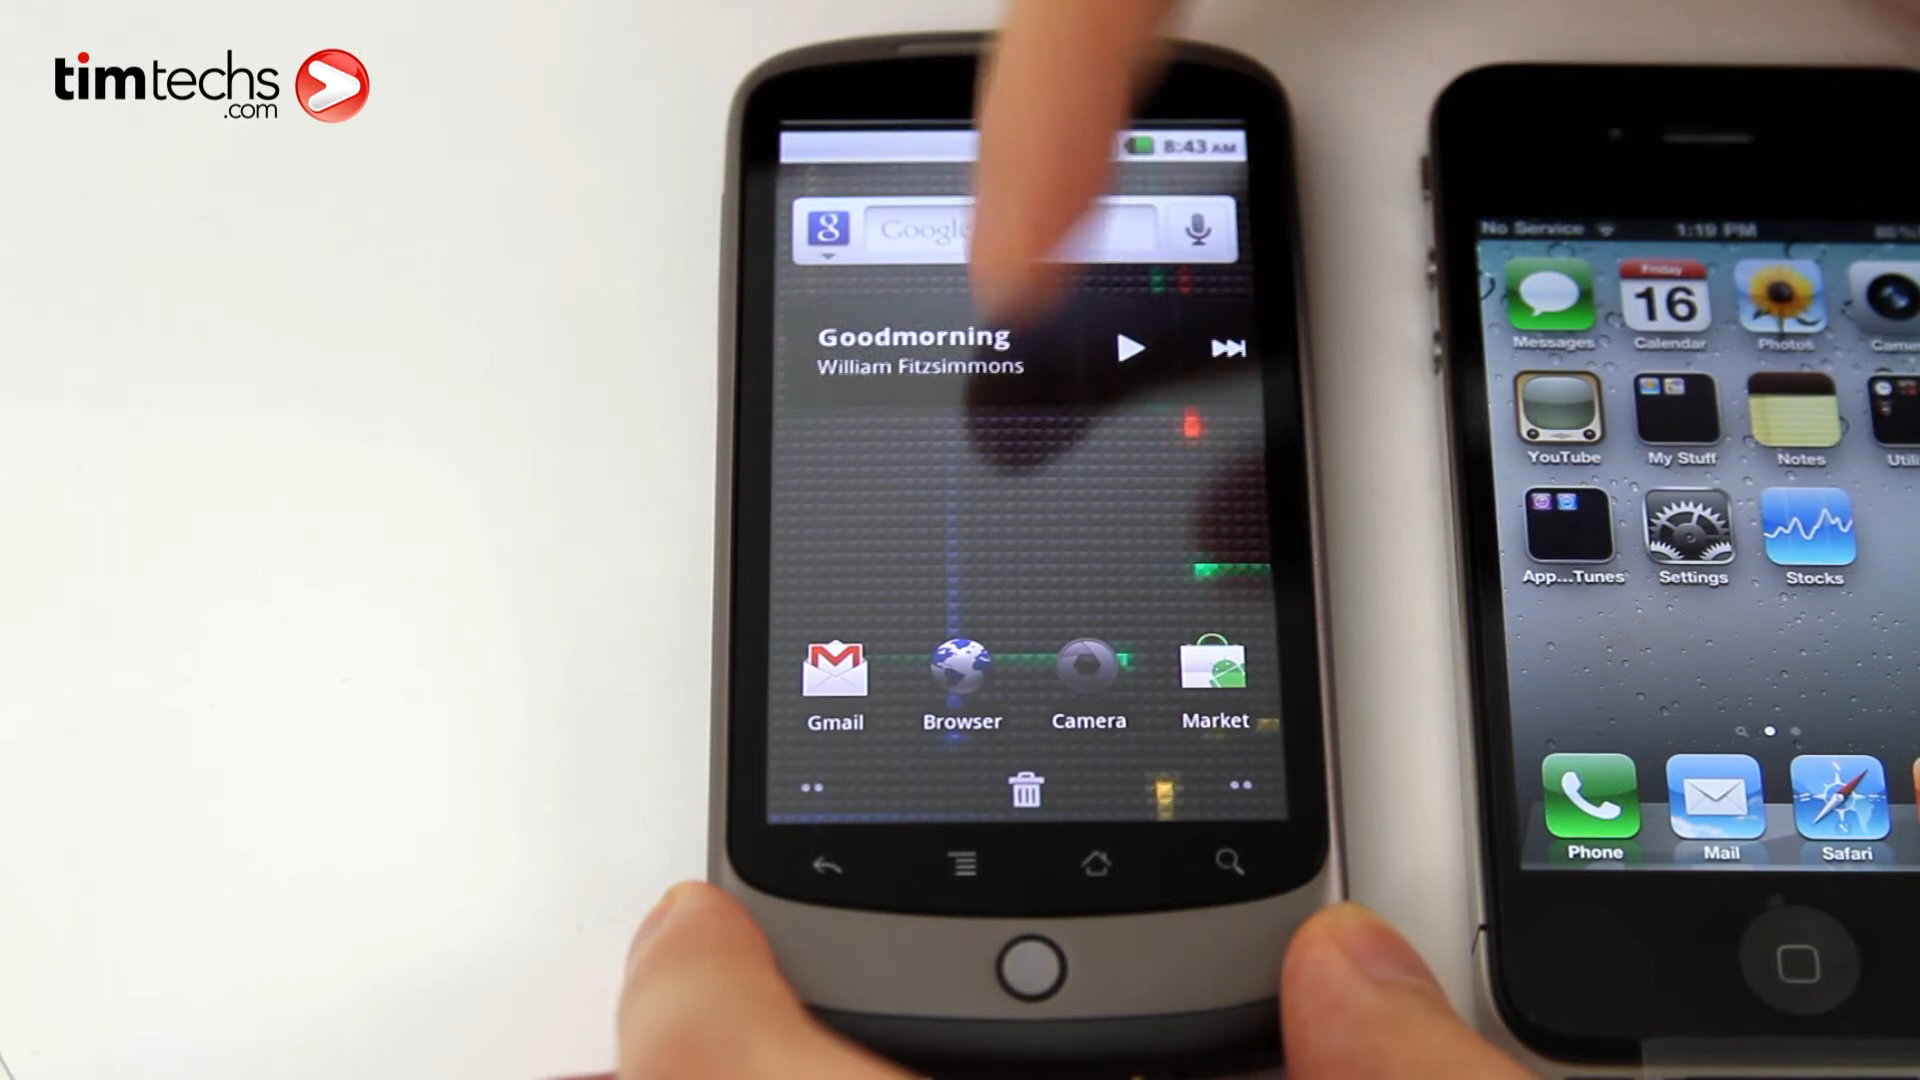 timtechs
.com
8:43 AM
8
Google
Goodmorning
William Fitzsimmons
Gmail
Browser
Camera
Market
No Service
1:19 PM
Friday
16
Messages
Calendar
Photos
YouTube
My Stuff
Notes
App...Tunes
Settings
Stocks
Phone
Mail
Safari